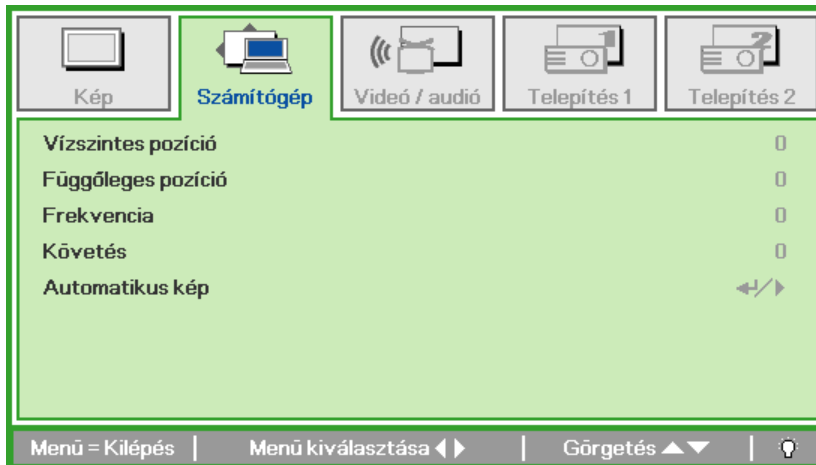 Kép Számítógép Videó / audió Telepítés 1 Telepítés 2
Vízszintes pozíció 0
Függőleges pozíció 0
Frekvencia 0
Követés 0
Automatikus kép
Menü = Kilépés | Menü kiválasztása | Görgetés |